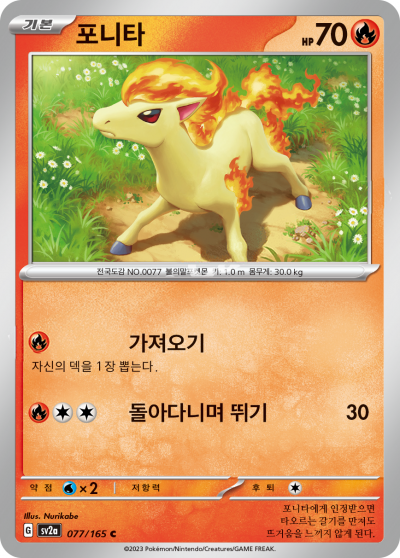 기본 포니타 HP 70
전국도감 NO.0077 불의말포켓몬 키: 1.0 m 몸무게: 30.0 kg
가져오기
자신의 덱을 1장 뽑는다.
돌아다니며 뛰기 30
약점 ×2 저항력 후퇴
Illus. Nurikabe
G sv2a 077/165 C
포니타에게 인정받으면
타오르는 갈기를 만져도
뜨거움을 느끼지 않게 된다.
©2023 Pokémon/Nintendo/Creatures/GAME FREAK.